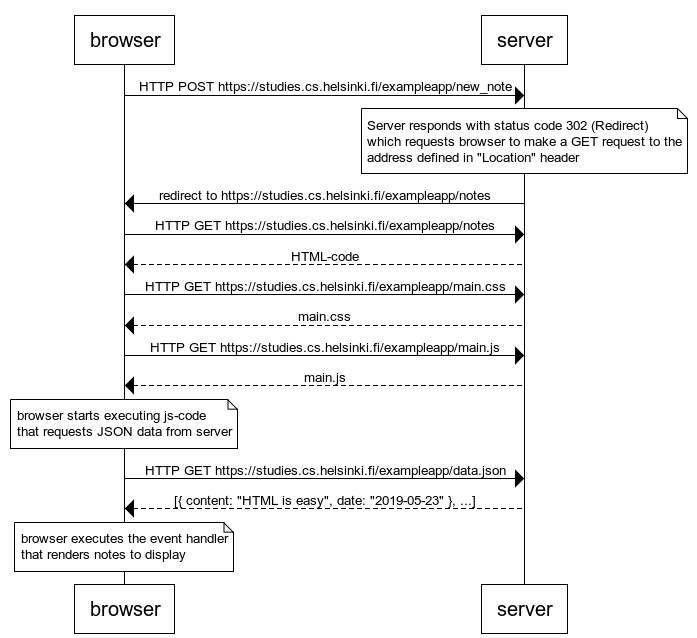 browser
server
HTTP POST https://studies.cs.helsinki.fi/exampleapp/new_note
Server responds with status code 302 (Redirect)
which requests browser to make a GET request to the
address defined in "Location" header
redirect to https://studies.cs.helsinki.fi/exampleapp/notes
HTTP GET https://studies.cs.helsinki.fi/exampleapp/notes
HTML-code
HTTP GET https://studies.cs.helsinki.fi/exampleapp/main.css
main.css
HTTP GET https://studies.cs.helsinki.fi/exampleapp/main.js
main.js
browser starts executing js-code
that requests JSON data from server
HTTP GET https://studies.cs.helsinki.fi/exampleapp/data.json
[{ content: "HTML is easy", date: "2019-05-23" }, ...]
browser executes the event handler
that renders notes to display
browser
server